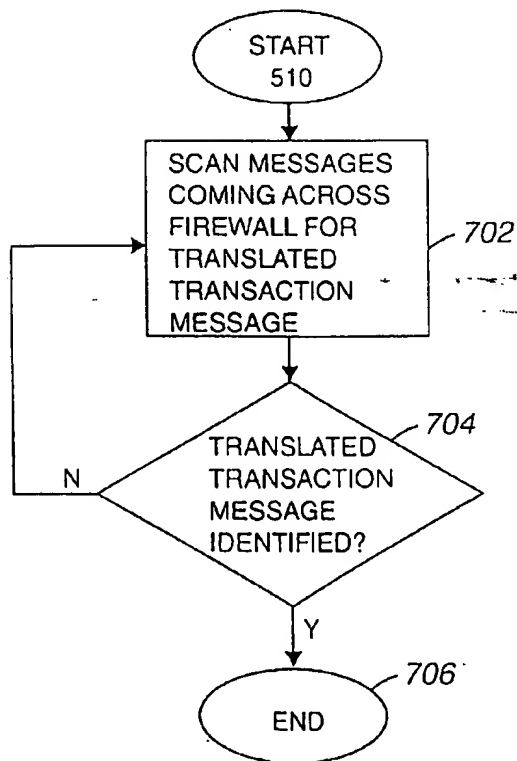 START
510
SCAN MESSAGES
COMING ACROSS
FIREWALL FOR
TRANSLATED
TRANSACTION
MESSAGE
702
704
TRANSLATED
TRANSACTION
MESSAGE
IDENTIFIED?
N
Y
706
END